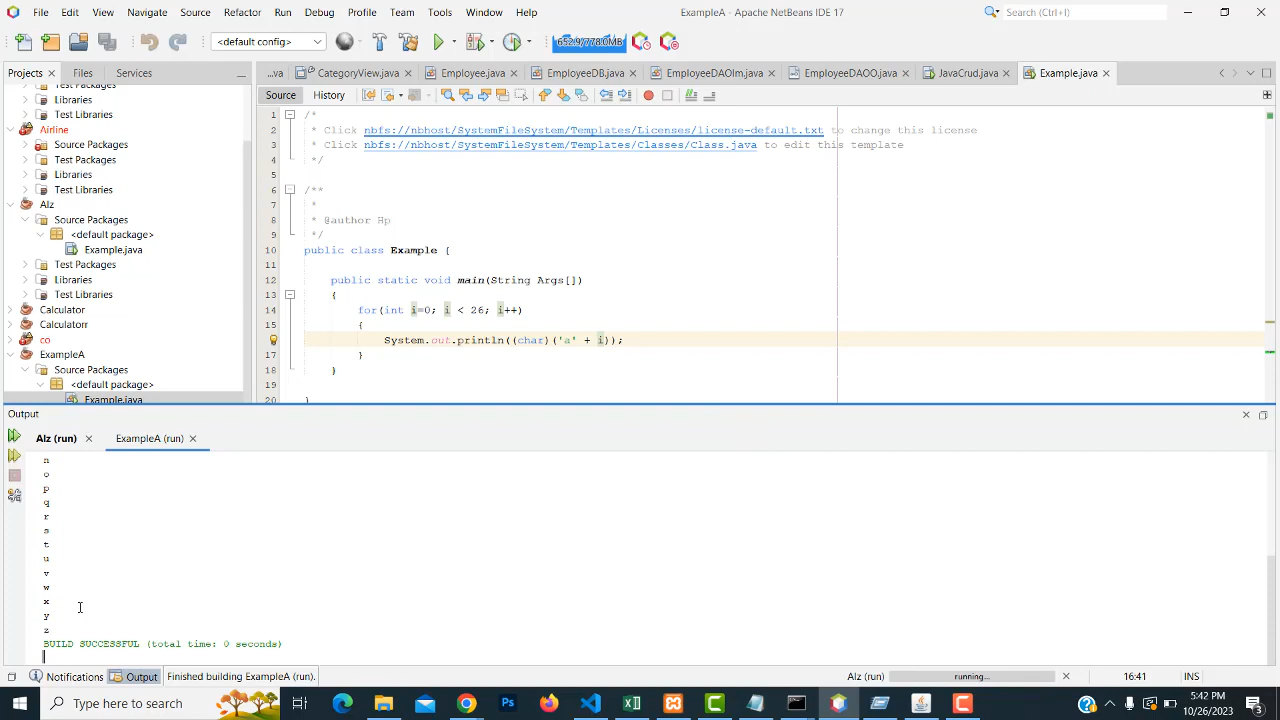 File Edit View Navigate Source Refactor Run Debug Profile Team Tools Window Help ExampleA - Apache NetBeans IDE 17 Search (Ctrl+I)
<default config> 652.9/778.0MB
Projects Files Services ...va CategoryView.java Employee.java EmployeeDB.java EmployeeDAOIm.java EmployeeDAOO.java JavaCrud.java Example.java
Source History
Test Packages
Libraries
Test Libraries
Airline
Source Packages
Test Packages
Libraries
Test Libraries
Alz
Source Packages
<default package>
Example.java
Test Packages
Libraries
Test Libraries
Calculator
Calculatorr
co
ExampleA
Source Packages
<default package>
Example.java
1 /*
2 * Click nbfs://nbhost/SystemFileSystem/Templates/Licenses/license-default.txt to change this license
3 * Click nbfs://nbhost/SystemFileSystem/Templates/Classes/Class.java to edit this template
4 */
5
6 /**
7 *
8 * @author Hp
9 */
10 public class Example {
11
12 public static void main(String Args[])
13 {
14 for(int i=0; i < 26; i++)
15 {
System.out.println((char)('a' + i));
17 }
18 }
19
20 }
Output
Alz (run) ExampleA (run)
n
o
p
q
r
s
t
u
v
w
x
y
z
BUILD SUCCESSFUL (total time: 0 seconds)
Notifications Output Finished building ExampleA (run). Alz (run) running... 16:41 INS
Type here to search 5:42 PM
10/26/2023 3